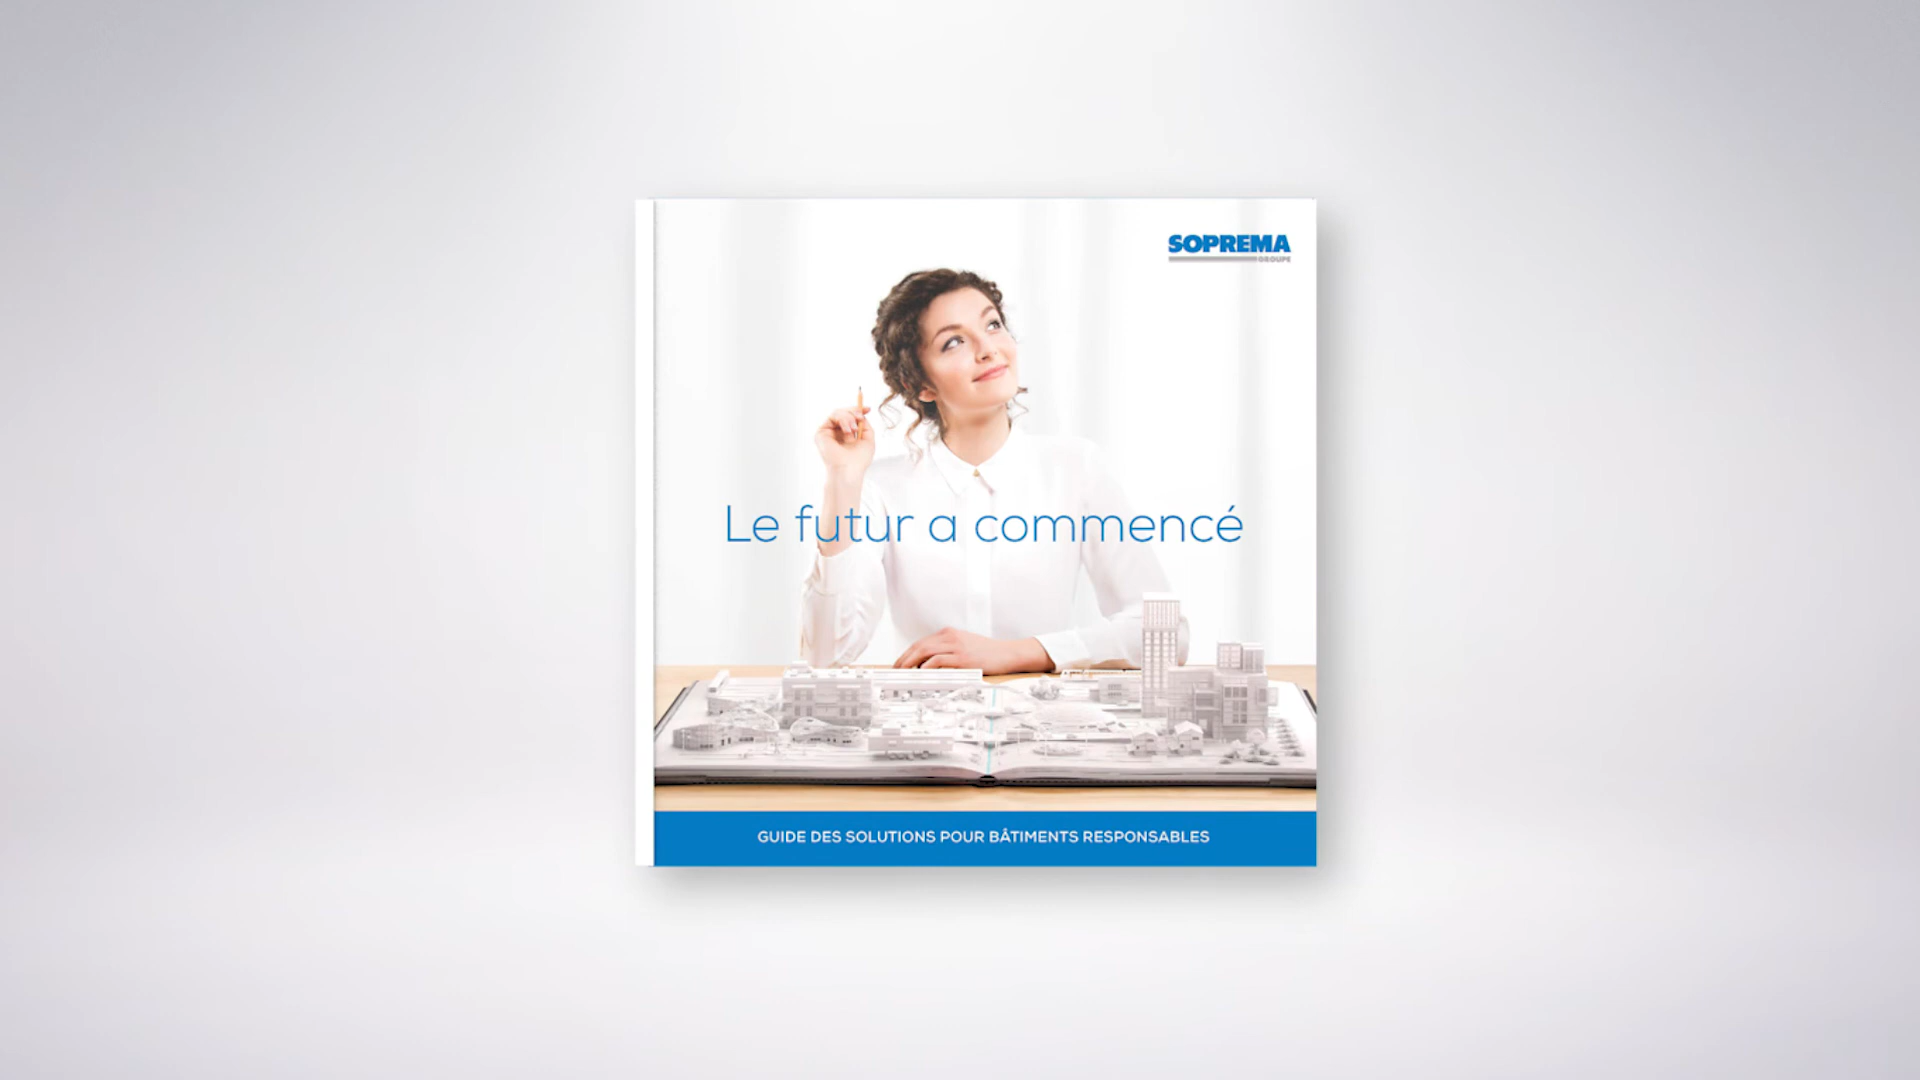 SOPREMA
GROUPE
Le futur a commencé
GUIDE DES SOLUTIONS POUR BÂTIMENTS RESPONSABLES